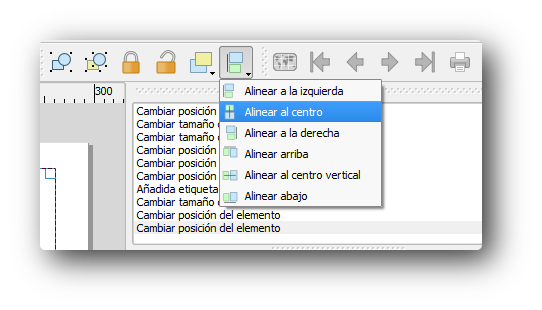 300
Alinear a la izquierda
Alinear al centro
Alinear a la derecha
Alinear arriba
Alinear al centro vertical
Alinear abajo
Cambiar posición
Cambiar tamaño
Cambiar tamaño
Cambiar posición
Cambiar posición
Cambiar posición
Añadida etiqueta
Cambiar tamaño
Cambiar posición del elemento
Cambiar posición del elemento